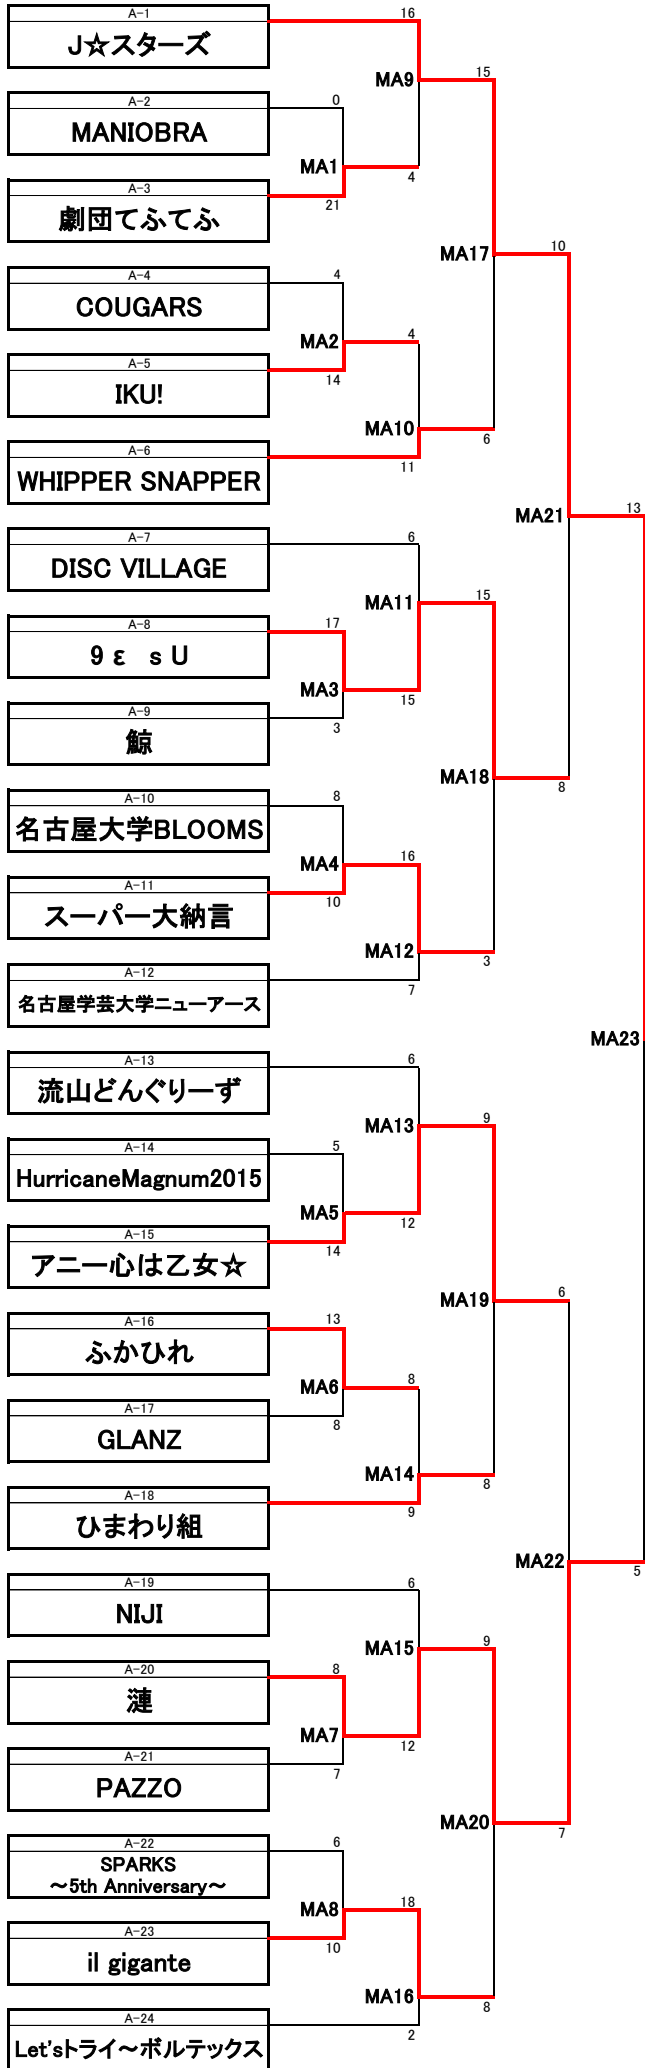 A-1
J☆スターズ
16
MA9
15
A-2
MANIOBRA
0
MA1
4
A-3
劇団てふてふ
21
MA17
10
A-4
COUGARS
4
MA2
4
A-5
IKU!
14
MA10
6
A-6
WHIPPER SNAPPER
11
MA21
13
A-7
DISC VILLAGE
6
MA11
15
A-8
9 ε s U
17
MA3
15
A-9
鯨
3
MA18
8
A-10
名古屋大学BLOOMS
8
MA4
16
A-11
スーパー大納言
10
MA12
3
A-12
名古屋学芸大学ニューアース
7
MA23
A-13
流山どんぐりーず
6
MA13
9
A-14
HurricaneMagnum2015
5
MA5
12
A-15
アニー心は乙女☆
14
MA19
6
A-16
ふかひれ
13
MA6
8
A-17
GLANZ
8
MA14
8
A-18
ひまわり組
9
MA22
5
A-19
NIJI
6
MA15
9
A-20
漣
8
MA7
12
A-21
PAZZO
7
MA20
7
A-22
SPARKS
～5th Anniversary～
6
MA8
18
A-23
il gigante
10
MA16
8
A-24
Let'sトライ～ボルテックス
2